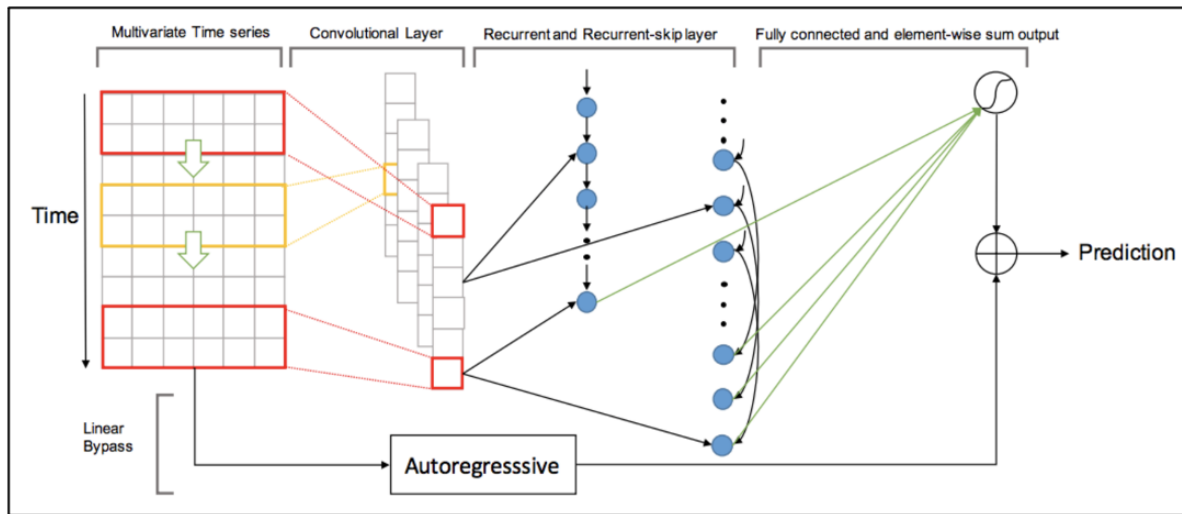 Multivariate Time series
Convolutional Layer
Recurrent and Recurrent-skip layer
Fully connected and element-wise sum output
Time
Prediction
Linear
Bypass
Autoregresssive